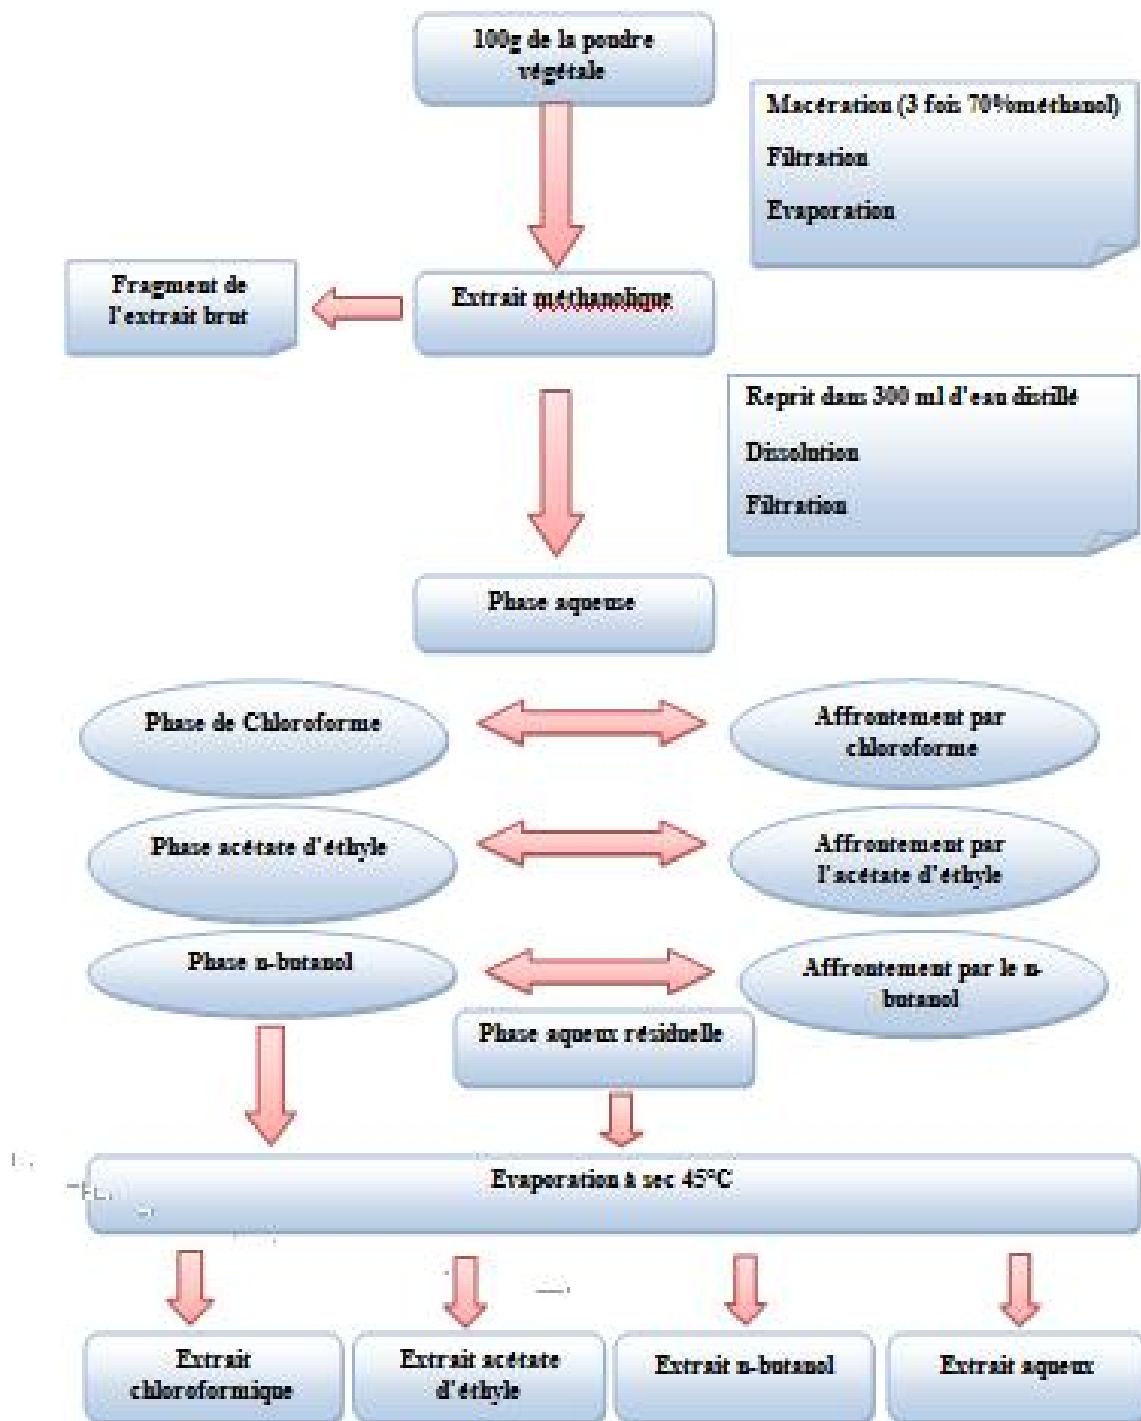 100g de la poudre
végétale
Macération (3 fois 70%méthanol)
Filtration
Evaporation
Fragment de
l'extrait brut
Extrait méthanolique
Reprit dans 300 ml d'eau distillé
Dissolution
Filtration
Phase aqueuse
Phase de Chloroforme
Affrontement par
chloroforme
Phase acétate d'éthyle
Affrontement par
l'acétate d'éthyle
Phase n-butanol
Affrontement par le n-
butanol
Phase aqueux résiduelle
Evaporation à sec 45°C
Extrait
chloroformique
Extrait acétate
d'éthyle
Extrait n-butanol
Extrait aqueux